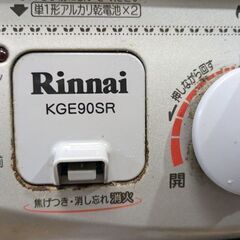 単1形アルカリ乾電池×2
Rinnai
KGE90SR
押しながら回す
開
焦げつき・消し忘れ消火